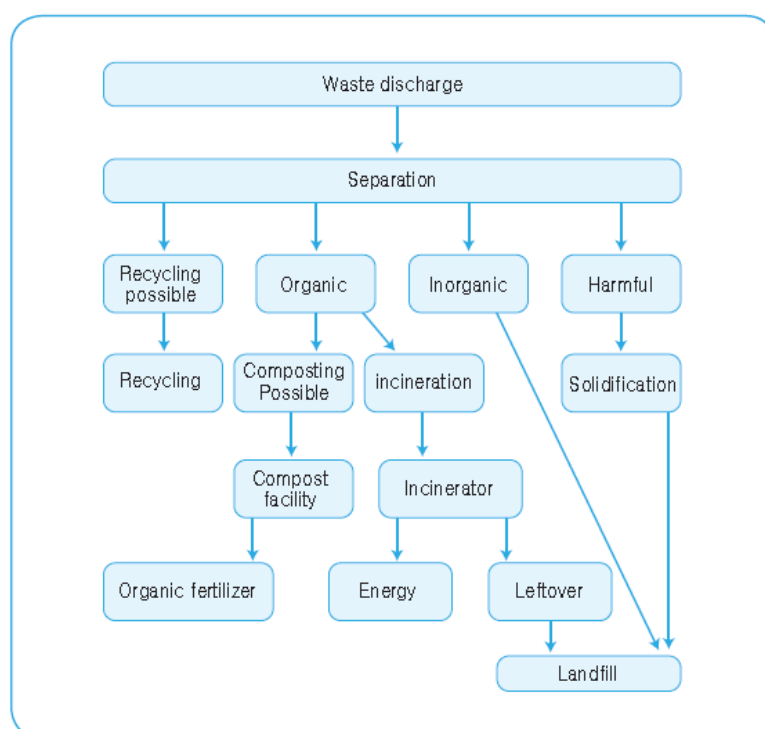 Waste discharge
Separation
Recycling
possible
Organic
Inorganic
Harmful
Recycling
Composting
Possible
incineration
Solidification
Compost
facility
Incinerator
Organic fertilizer
Energy
Leftover
Landfill